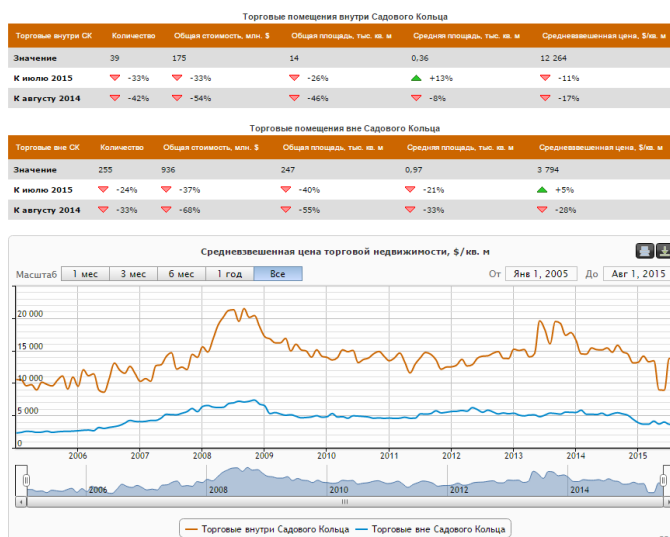 Торговые помещения внутри Садового Кольца
Торговые внутри СК Количество Общая стоимость, млн. $ Общая площадь, тыс. кв. м Средняя площадь, тыс. кв. м Средневзвешенная цена, $/кв. м
Значение 39 175 14 0,36 12 264
К июлю 2015 -33% -33% -26% +13% -11%
К августу 2014 -42% -54% -46% -8% -17%
Торговые помещения вне Садового Кольца
Торговые вне СК Количество Общая стоимость, млн. $ Общая площадь, тыс. кв. м Средняя площадь, тыс. кв. м Средневзвешенная цена, $/кв. м
Значение 255 936 247 0,97 3 794
К июлю 2015 -24% -37% -40% -21% +5%
К августу 2014 -33% -68% -55% -33% -28%
Средневзвешенная цена торговой недвижимости, $/кв. м
Масштаб 1 мес 3 мес 6 мес 1 год Все От Янв 1, 2005 До Авг 1, 2015
20 000
15 000
10 000
5 000
0
2006 2007 2008 2009 2010 2011 2012 2013 2014 2015
2006 2008 2010 2012 2014
Торговые внутри Садового Кольца Торговые вне Садового Кольца